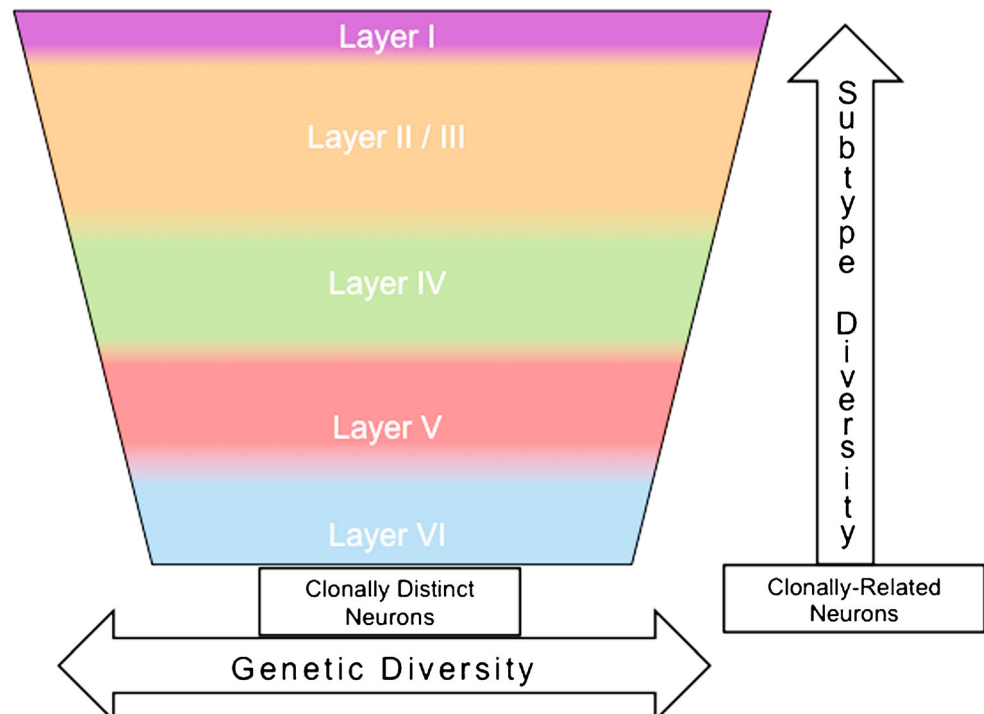 Layer I
Layer II / III
Layer IV
Layer V
Layer VI
Subtype Diversity
Clonally Distinct
Neurons
Clonally-Related
Neurons
Genetic Diversity